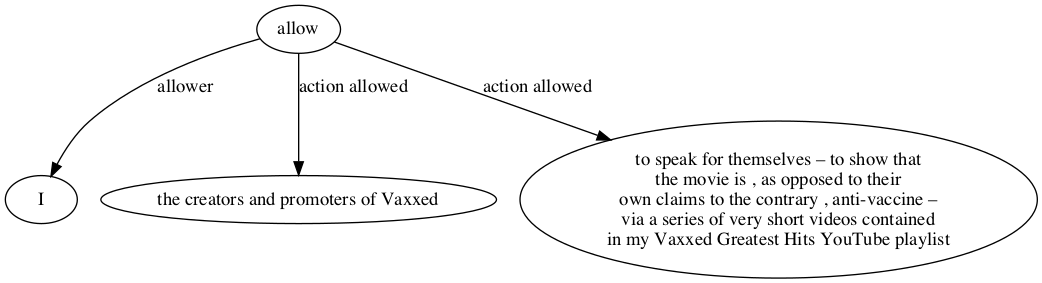 allow
allower
action allowed
action allowed
I
the creators and promoters of Vaxxed
to speak for themselves – to show that
the movie is , as opposed to their
own claims to the contrary , anti-vaccine –
via a series of very short videos contained
in my Vaxxed Greatest Hits YouTube playlist